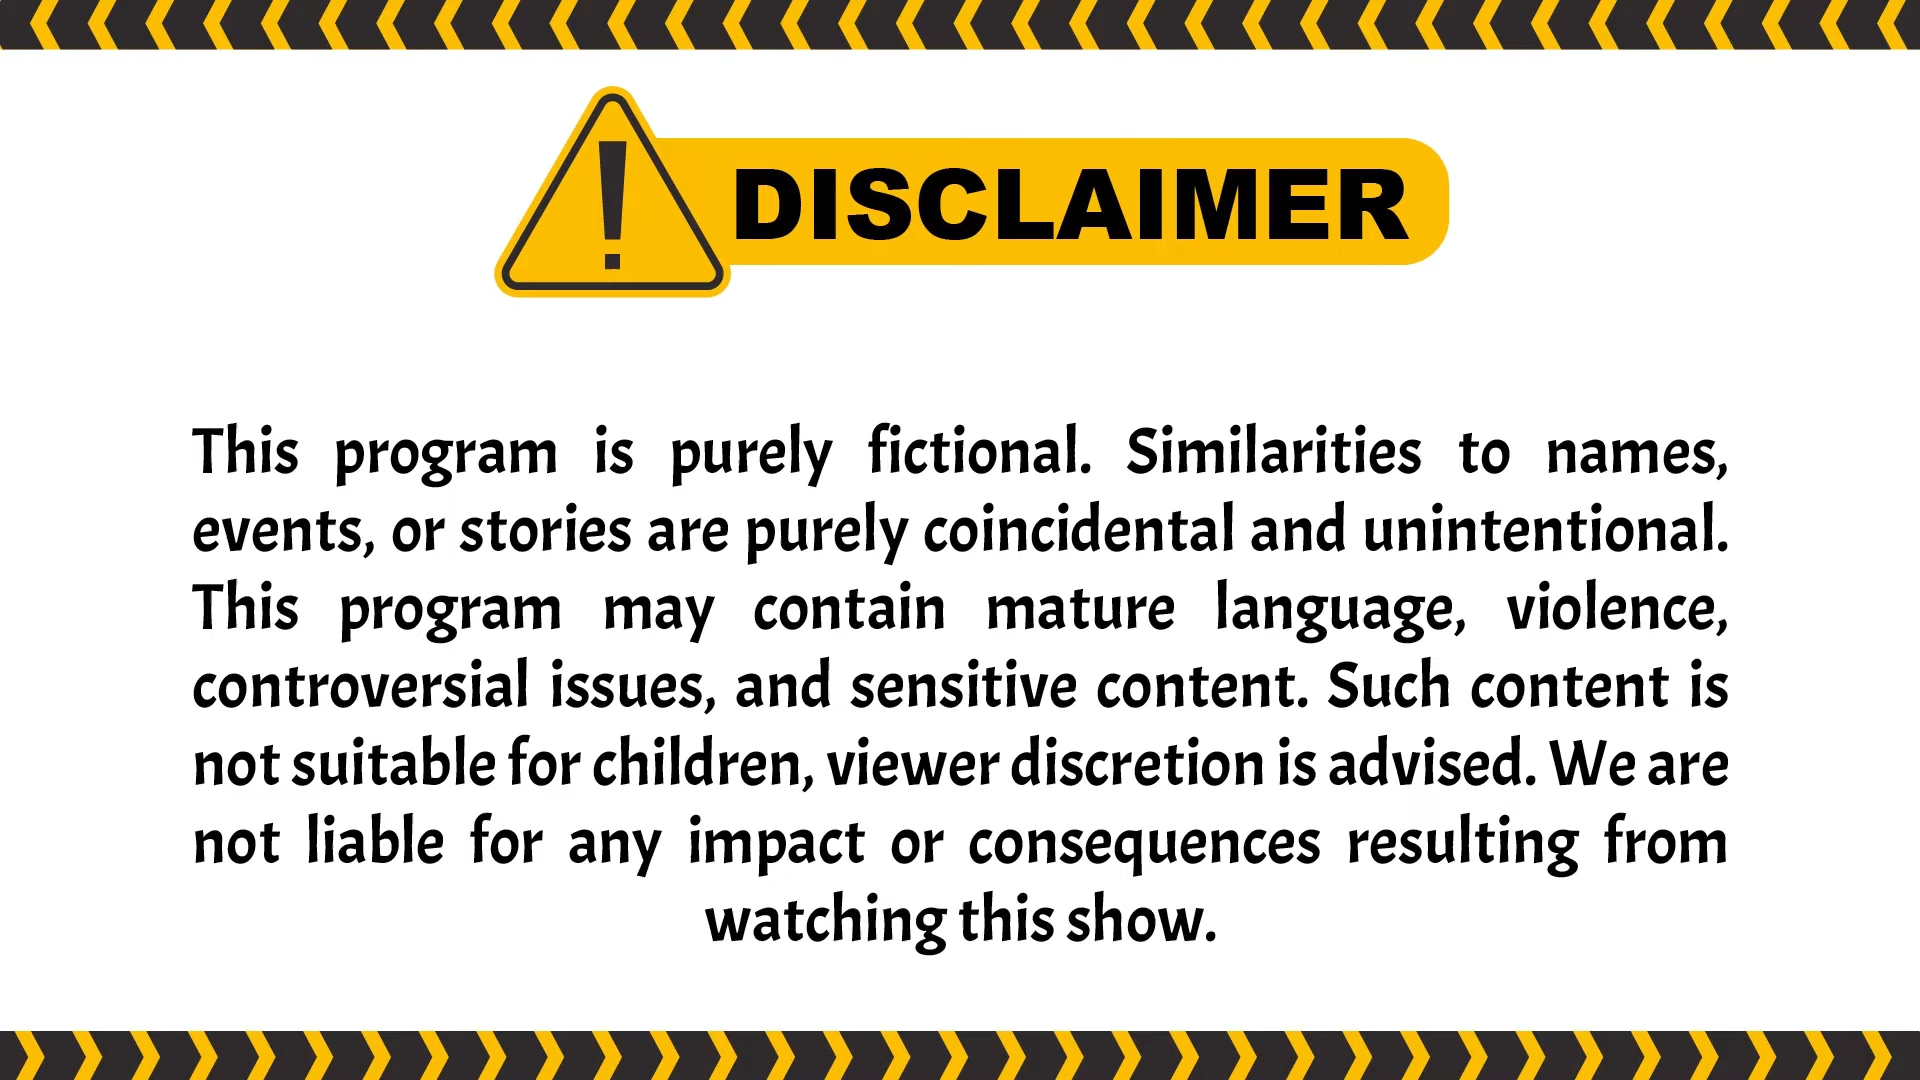 DISCLAIMER
This program is purely fictional. Similarities to names,
events, or stories are purely coincidental and unintentional.
This program may contain mature language, violence,
controversial issues, and sensitive content. Such content is
not suitable for children, viewer discretion is advised. We are
not liable for any impact or consequences resulting from
watching this show.